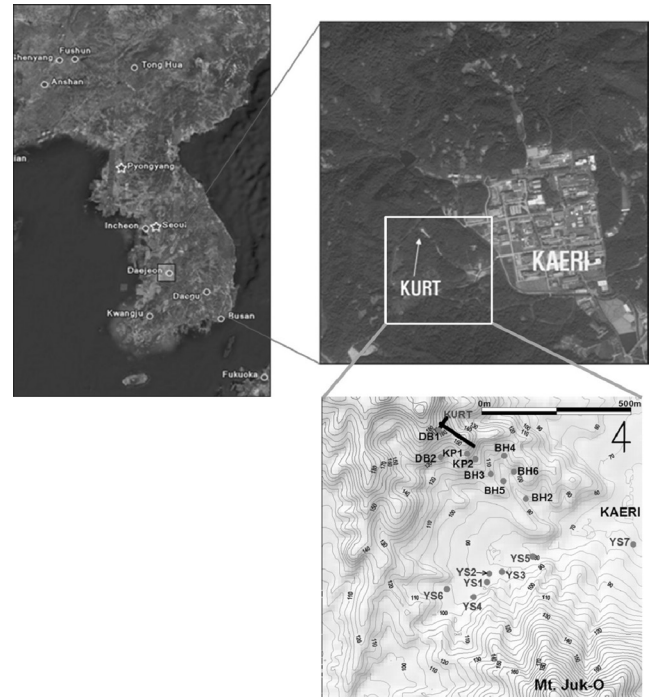 Shenyang
Fushun
Tong Hua
Anshan
Pyongyang
Incheon
Seoul
Daejeon
Daegu
Kwangju
Busan
Fukuoka
KAERI
KURT
0m
500m
KURT
DB1
DB2
KP1
KP2
BH4
BH3
BH6
BH5
BH2
KAERI
YS7
YS5
YS2
YS3
YS1
YS6
YS4
Mt. Juk-O